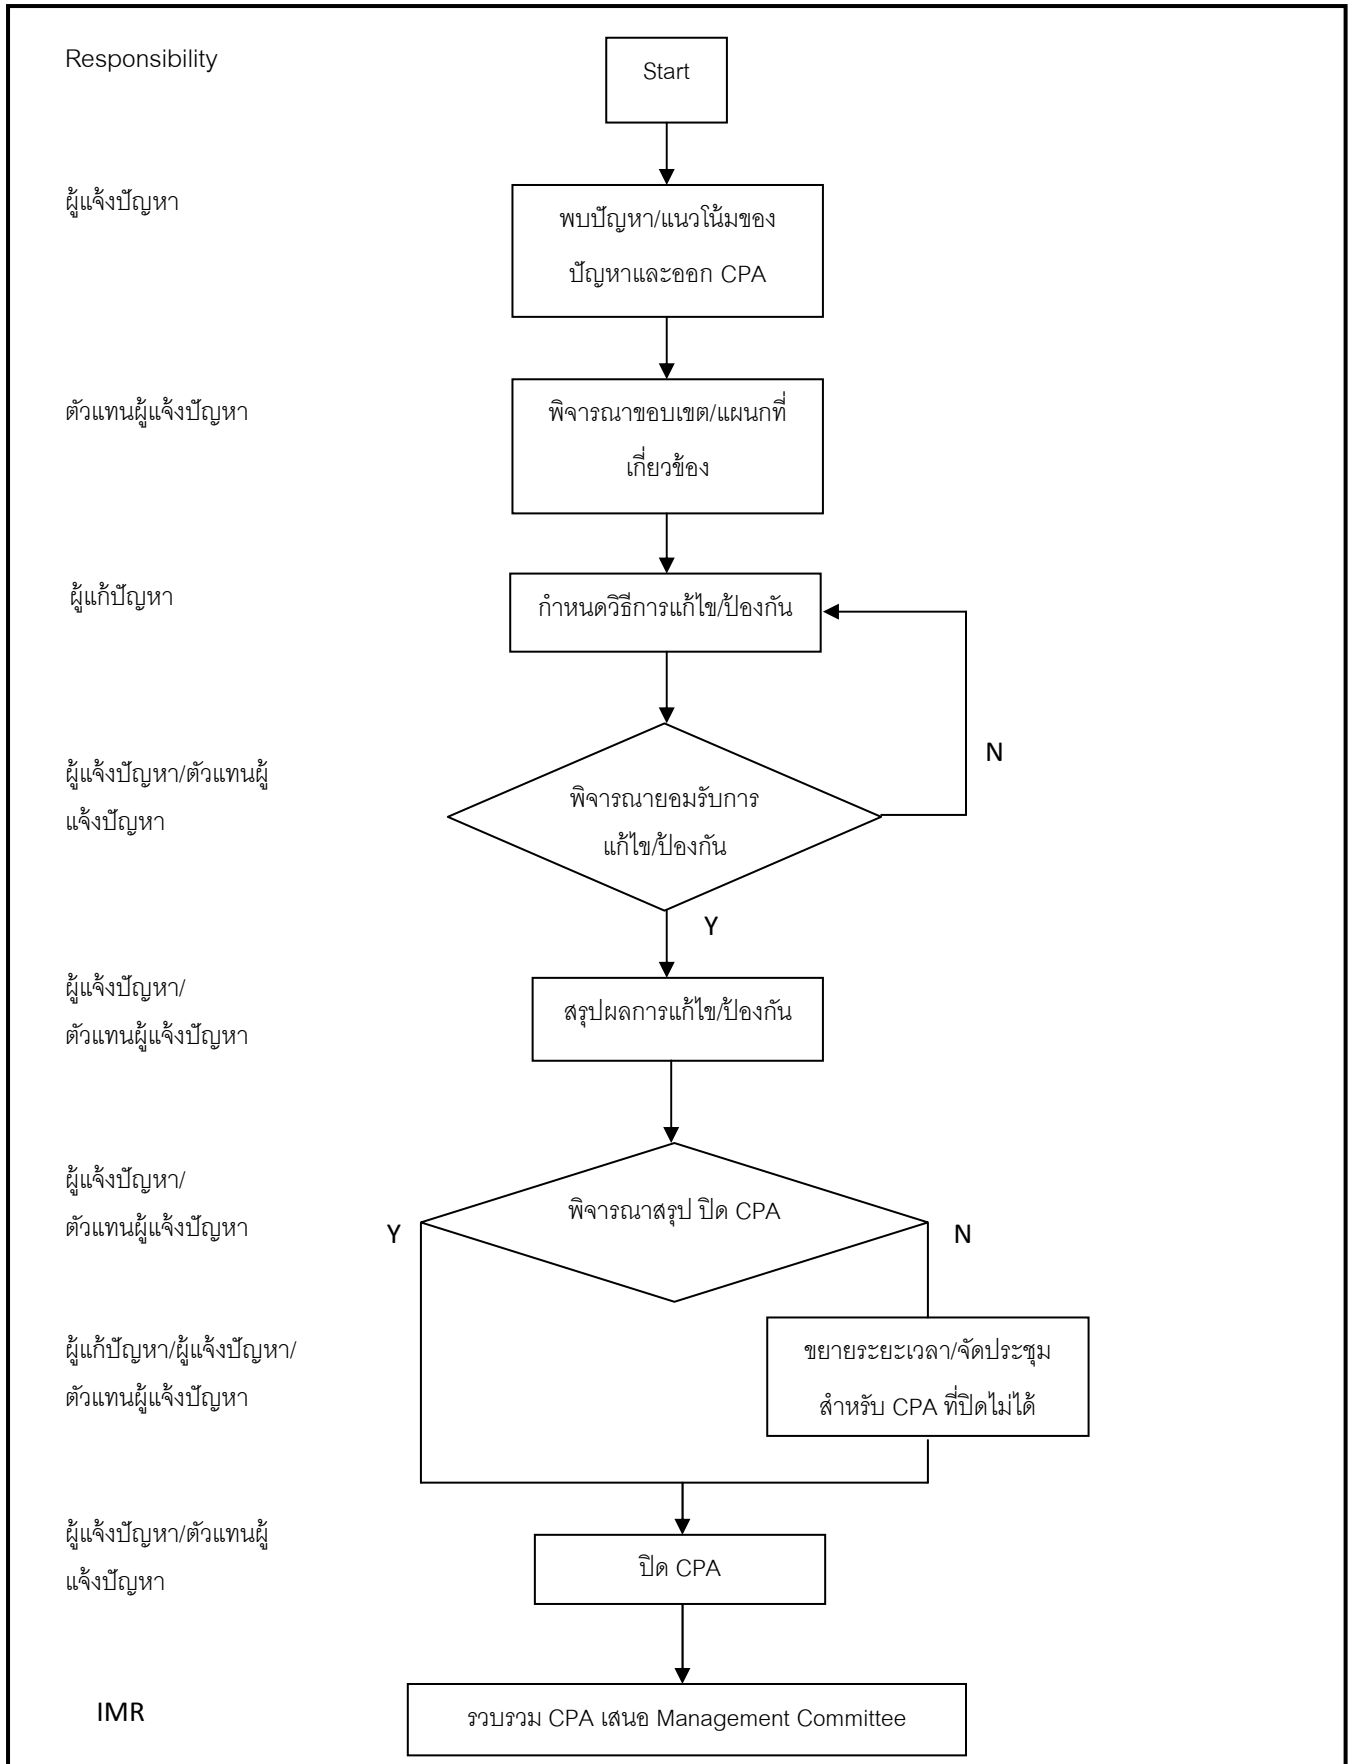 Responsibility
Start
ผู้แจ้งปัญหา
พบปัญหา/แนวโน้มของ
ปัญหาและออก CPA
ตัวแทนผู้แจ้งปัญหา
พิจารณาขอบเขต/แผนกที่
เกี่ยวข้อง
ผู้แก้ปัญหา
กำหนดวิธีการแก้ไข/ป้องกัน
N
ผู้แจ้งปัญหา/ตัวแทนผู้
แจ้งปัญหา
พิจารณายอมรับการ
แก้ไข/ป้องกัน
Y
ผู้แจ้งปัญหา/
ตัวแทนผู้แจ้งปัญหา
สรุปผลการแก้ไข/ป้องกัน
ผู้แจ้งปัญหา/
ตัวแทนผู้แจ้งปัญหา
Y
พิจารณาสรุป ปิด CPA
N
ผู้แก้ปัญหา/ผู้แจ้งปัญหา/
ตัวแทนผู้แจ้งปัญหา
ขยายระยะเวลา/จัดประชุม
สำหรับ CPA ที่ปิดไม่ได้
ผู้แจ้งปัญหา/ตัวแทนผู้
แจ้งปัญหา
ปิด CPA
IMR
รวบรวม CPA เสนอ Management Committee